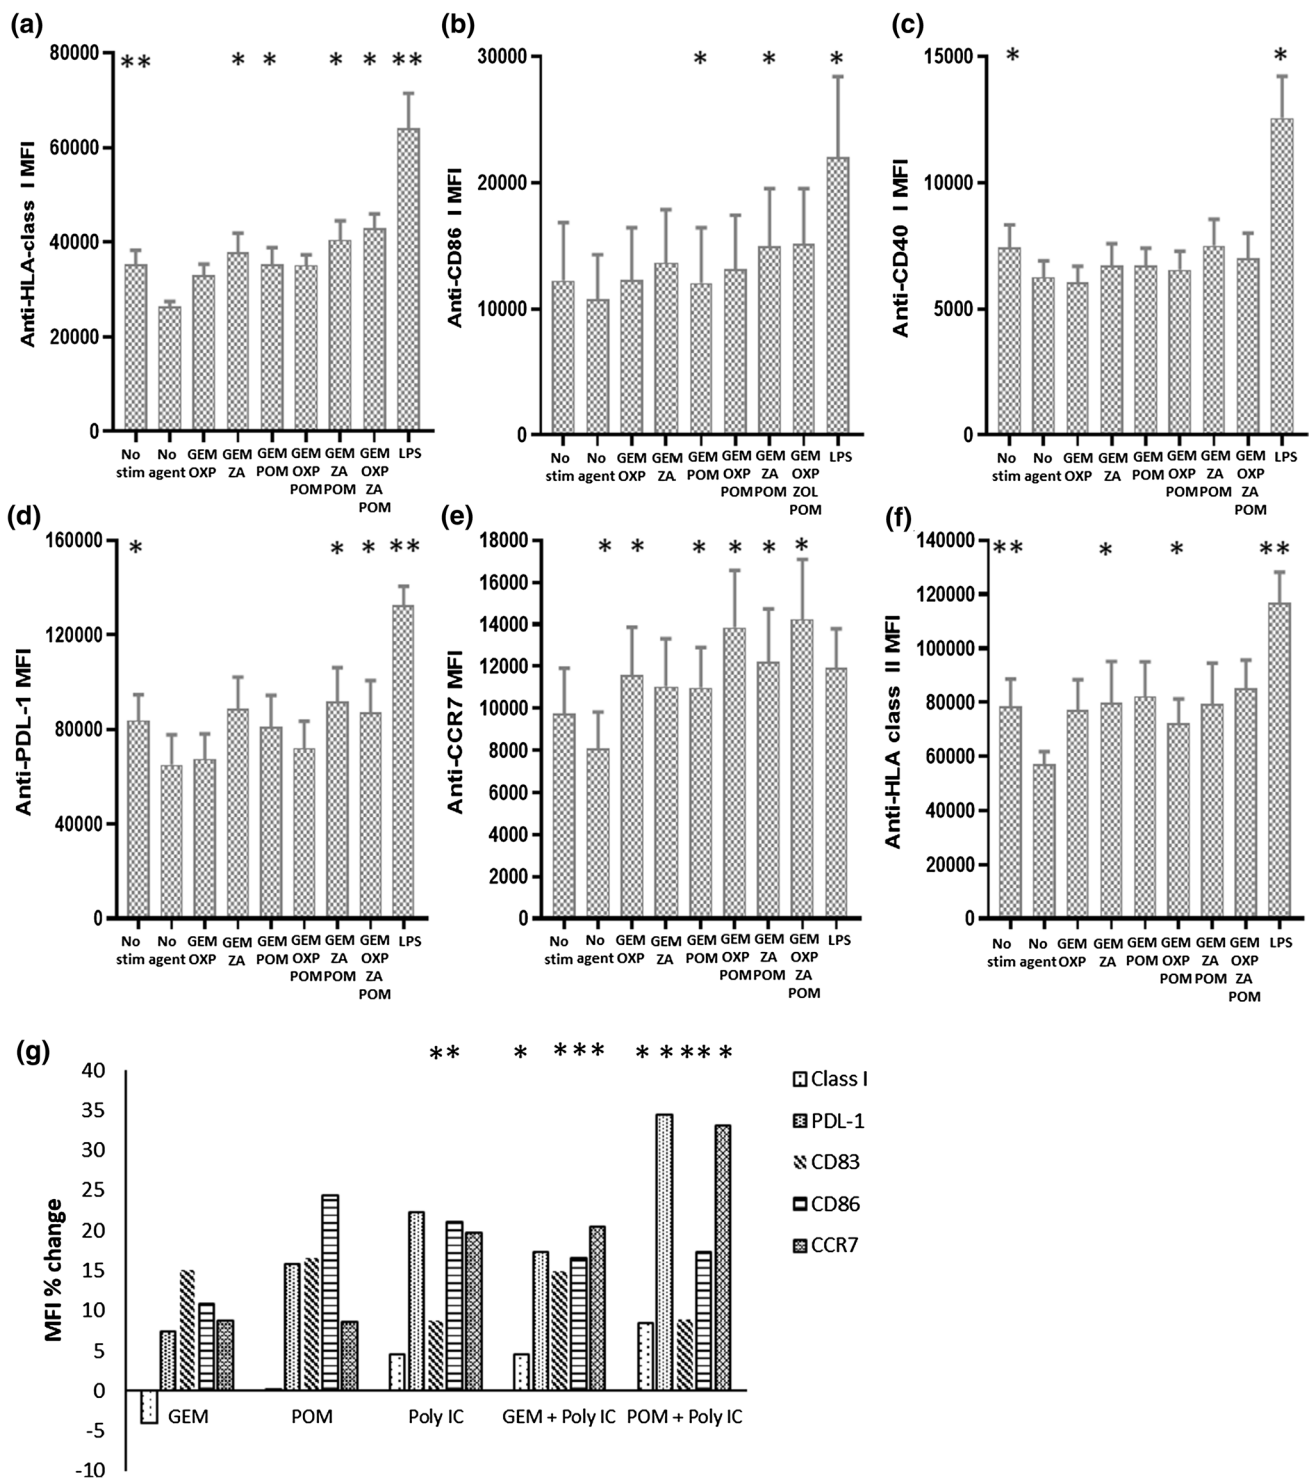 (a)
80000
60000
40000
20000
0
Anti-HLA-class I MFI
** * * * * **
No No GEM GEM GEM GEM GEM GEM LPS
stim agent OXP ZA POM OXP ZA OXP
POM POM ZA
POM
(b)
30000
20000
10000
0
Anti-CD86 I MFI
* * *
No No GEM GEM GEM GEM GEM GEM LPS
stim agent OXP ZA POM OXP ZA OXP
POM POM ZOL
POM
(c)
15000
10000
5000
0
Anti-CD40 I MFI
* *
No No GEM GEM GEM GEM GEM GEM LPS
stim agent OXP ZA POM OXP ZA OXP
POM POM ZA
POM
(d)
160000
120000
80000
40000
0
Anti-PDL-1 MFI
* * * **
No No GEM GEM GEM GEM GEM GEM LPS
stim agent OXP ZA POM OXP ZA OXP
POM POM ZA
POM
(e)
18000
16000
14000
12000
10000
8000
6000
4000
2000
0
Anti-CCR7 MFI
* * * * * *
No No GEM GEM GEM GEM GEM GEM LPS
stim agent OXP ZA POM OXP ZA OXP
POM POM ZA
POM
(f)
140000
120000
100000
80000
60000
40000
20000
0
Anti-HLA class II MFI
** * * **
No No GEM GEM GEM GEM GEM GEM LPS
stim agent OXP ZA POM OXP ZA OXP
POM POM ZA
POM
(g)
40
35
30
25
20
15
10
5
0
-5
-10
MFI % change
** * *** * * ** *
GEM POM Poly IC GEM + Poly IC POM + Poly IC
Class I
PDL-1
CD83
CD86
CCR7